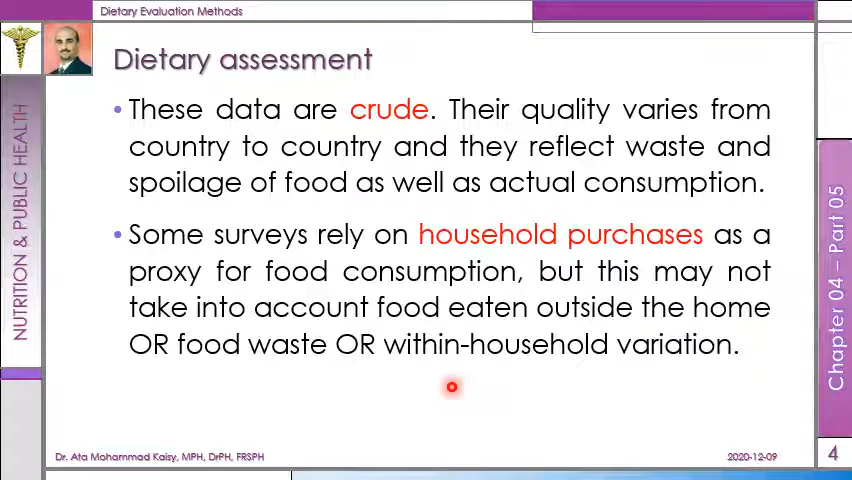 Dietary Evaluation Methods
Dietary assessment
• These data are crude. Their quality varies from
country to country and they reflect waste and
spoilage of food as well as actual consumption.
• Some surveys rely on household purchases as a
proxy for food consumption, but this may not
take into account food eaten outside the home
OR food waste OR within-household variation.
NUTRITION & PUBLIC HEALTH
Chapter 04 – Part 05
Dr. Ata Mohammad Kaisy, MPH, DrPH, FRSPH
2020-12-09
4